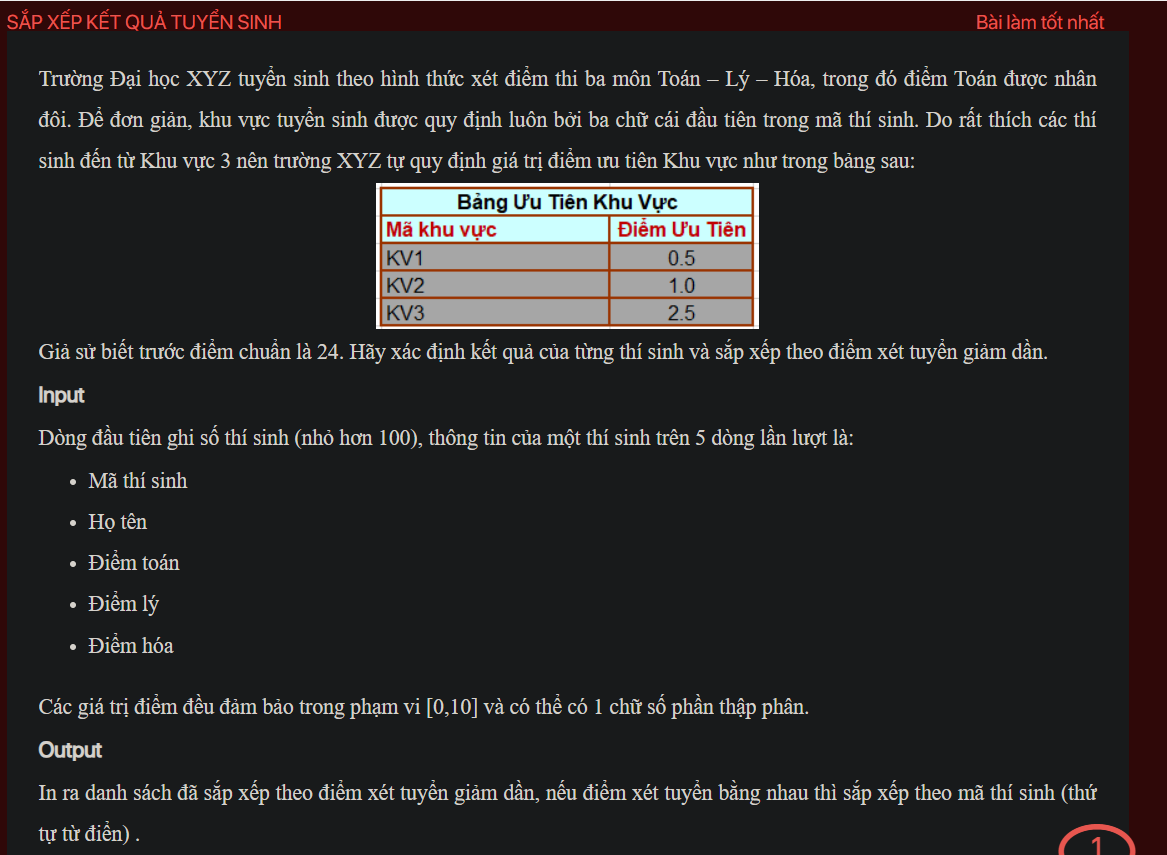 SẮP XẾP KẾT QUẢ TUYỂN SINH
Bài làm tốt nhất
Trường Đại học XYZ tuyển sinh theo hình thức xét điểm thi ba môn Toán – Lý – Hóa, trong đó điểm Toán được nhân
đôi. Để đơn giản, khu vực tuyển sinh được quy định luôn bởi ba chữ cái đầu tiên trong mã thí sinh. Do rất thích các thí
sinh đến từ Khu vực 3 nên trường XYZ tự quy định giá trị điểm ưu tiên Khu vực như trong bảng sau:
Bảng Ưu Tiên Khu Vực
Mã khu vực Điểm Ưu Tiên
KV1 0.5
KV2 1.0
KV3 2.5
Giả sử biết trước điểm chuẩn là 24. Hãy xác định kết quả của từng thí sinh và sắp xếp theo điểm xét tuyển giảm dần.
Input
Dòng đầu tiên ghi số thí sinh (nhỏ hơn 100), thông tin của một thí sinh trên 5 dòng lần lượt là:
• Mã thí sinh
• Họ tên
• Điểm toán
• Điểm lý
• Điểm hóa
Các giá trị điểm đều đảm bảo trong phạm vi [0,10] và có thể có 1 chữ số phần thập phân.
Output
In ra danh sách đã sắp xếp theo điểm xét tuyển giảm dần, nếu điểm xét tuyển bằng nhau thì sắp xếp theo mã thí sinh (thứ
tự từ điển) .
1